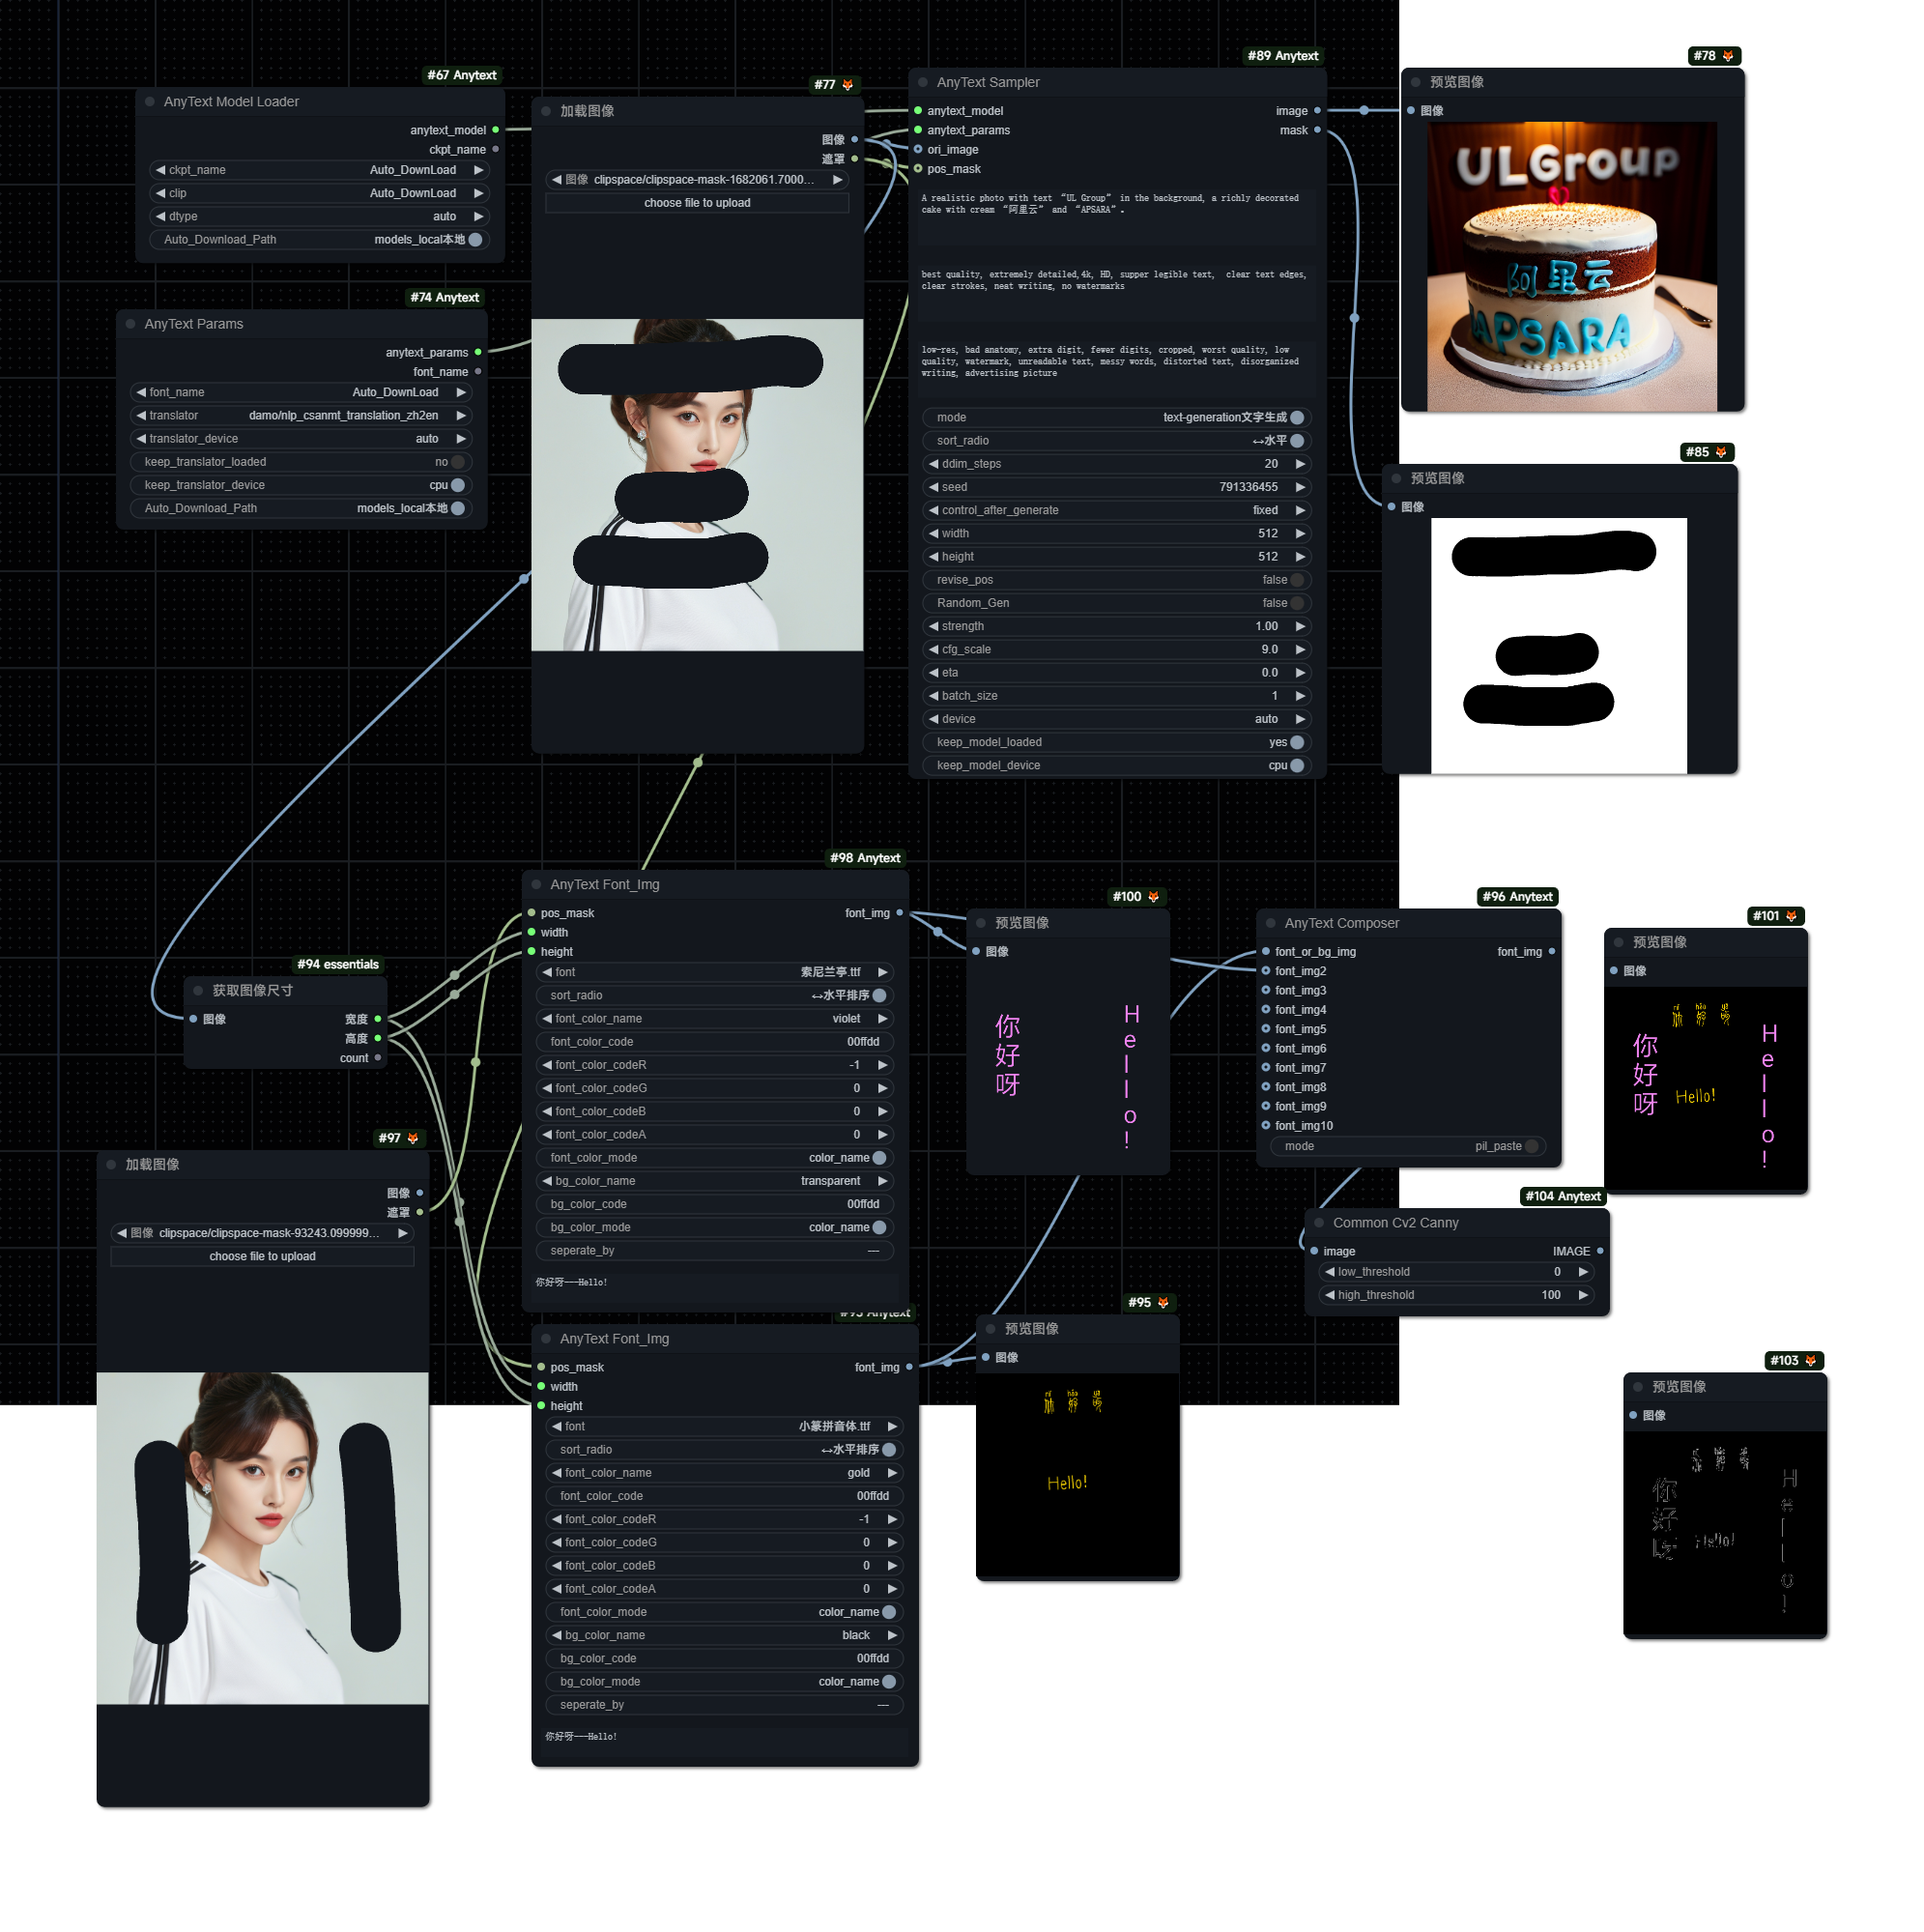 #67 Anytext
AnyText Model Loader
anytext_model
ckpt_name
ckpt_name Auto_DownLoad
clip Auto_DownLoad
dtype auto
Auto_Download_Path models_local本地
#74 Anytext
AnyText Params
anytext_params
font_name
font_name Auto_DownLoad
translator damo/nlp_csanmt_translation_zh2en
translator_device auto
keep_translator_loaded no
keep_translator_device cpu
Auto_Download_Path models_local本地
#77
加载图像
图像
遮罩
图像 clipspace/clipspace-mask-1682061.7000...
choose file to upload
#89 Anytext
AnyText Sampler
anytext_model image
anytext_params mask
ori_image
pos_mask
A realistic photo with text “UL Group” in the background, a richly decorated
cake with cream “阿里云” and “APSARA”.
best quality, extremely detailed,4k, HD, supper legible text, clear text edges,
clear strokes, neat writing, no watermarks
low-res, bad anatomy, extra digit, fewer digits, cropped, worst quality, low
quality, watermark, unreadable text, messy words, distorted text, disorganized
writing, advertising picture
mode text-generation文字生成
sort_radio ↔水平
ddim_steps 20
seed 791336455
control_after_generate fixed
width 512
height 512
revise_pos false
Random_Gen false
strength 1.00
cfg_scale 9.0
eta 0.0
batch_size 1
device auto
keep_model_loaded yes
keep_model_device cpu
#78
预览图像
图像
ULGroup
阿里云
APSARA
#85
预览图像
图像
#94 essentials
获取图像尺寸
图像 宽度
高度
count
#97
加载图像
图像
遮罩
图像 clipspace/clipspace-mask-93243.099999...
choose file to upload
#98 Anytext
AnyText Font_Img
pos_mask font_img
width
height
font 索尼兰亭.ttf
sort_radio ↔水平排序
font_color_name violet
font_color_code 00ffdd
font_color_codeR -1
font_color_codeG 0
font_color_codeB 0
font_color_codeA 0
font_color_mode color_name
bg_color_name transparent
bg_color_code 00ffdd
bg_color_mode color_name
seperate_by ---
你好呀---Hello!
#93 Anytext
AnyText Font_Img
pos_mask font_img
width
height
font 小篆拼音体.ttf
sort_radio ↔水平排序
font_color_name gold
font_color_code 00ffdd
font_color_codeR -1
font_color_codeG 0
font_color_codeB 0
font_color_codeA 0
font_color_mode color_name
bg_color_name black
bg_color_code 00ffdd
bg_color_mode color_name
seperate_by ---
你好呀---Hello!
#100
预览图像
图像
你好呀
Hello!
#95
预览图像
图像
Hello!
#96 Anytext
AnyText Composer
font_or_bg_img font_img
font_img2
font_img3
font_img4
font_img5
font_img6
font_img7
font_img8
font_img9
font_img10
mode pil_paste
#104 Anytext
Common Cv2 Canny
image IMAGE
low_threshold 0
high_threshold 100
#101
预览图像
图像
你好呀
Hello!
Hello!
#103
预览图像
图像
你好呀
Hello!
Hello!